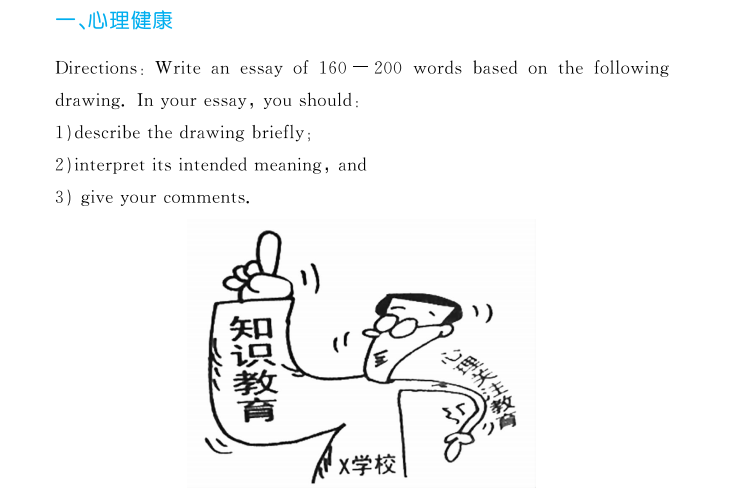 一、心理健康
Directions: Write an essay of 160－200 words based on the following
drawing. In your essay, you should:
1)describe the drawing briefly;
2)interpret its intended meaning, and
3) give your comments.
知识教育
心理关注教育
X学校